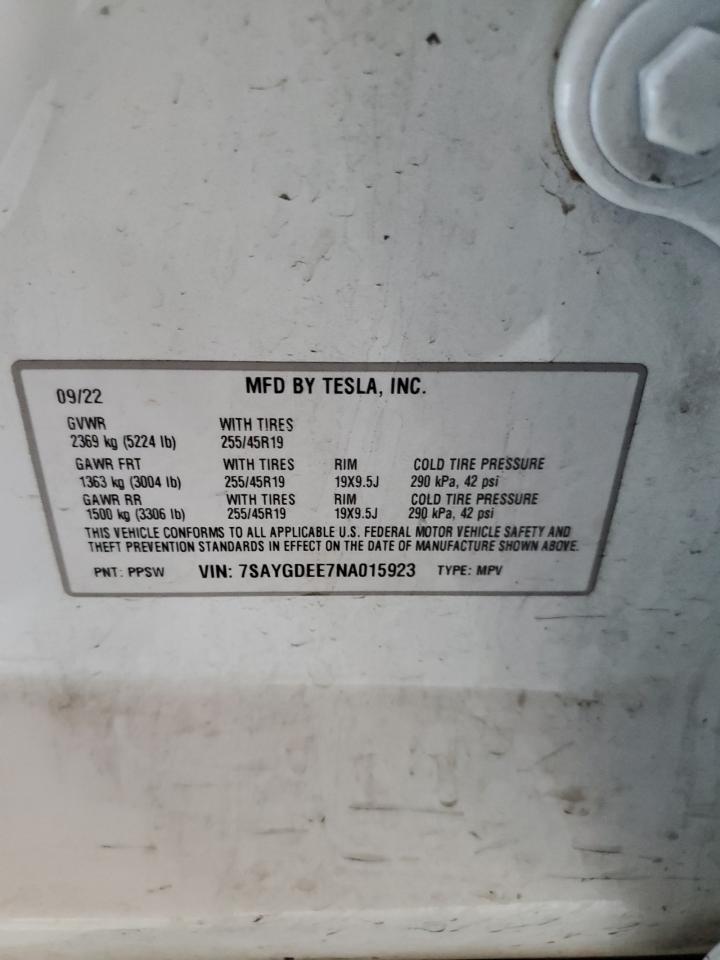 09/22 MFD BY TESLA, INC.
GVWR WITH TIRES
2369 kg (5224 lb) 255/45R19
GAWR FRT WITH TIRES RIM COLD TIRE PRESSURE
1363 kg (3004 lb) 255/45R19 19X9.5J 290 kPa, 42 psi
GAWR RR WITH TIRES RIM COLD TIRE PRESSURE
1500 kg (3306 lb) 255/45R19 19X9.5J 290 kPa, 42 psi
THIS VEHICLE CONFORMS TO ALL APPLICABLE U.S. FEDERAL MOTOR VEHICLE SAFETY AND
THEFT PREVENTION STANDARDS IN EFFECT ON THE DATE OF MANUFACTURE SHOWN ABOVE.
PNT: PPSW VIN: 7SAYGDEE7NA015923 TYPE: MPV